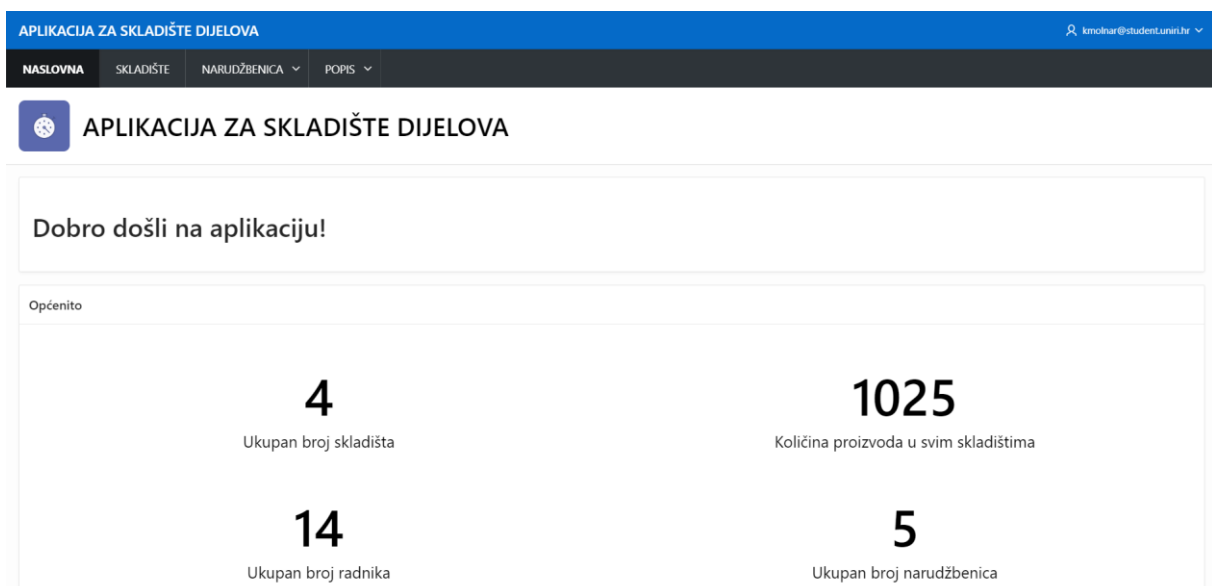 APLIKACIJA ZA SKLADIŠTE DIJELOVA
kmolnar@student.uniri.hr
NASLOVNA SKLADIŠTE NARUDŽBENICA POPIS
APLIKACIJA ZA SKLADIŠTE DIJELOVA
Dobro došli na aplikaciju!
Općenito
4 1025
Ukupan broj skladišta Količina proizvoda u svim skladištima
14 5
Ukupan broj radnika Ukupan broj narudžbenica